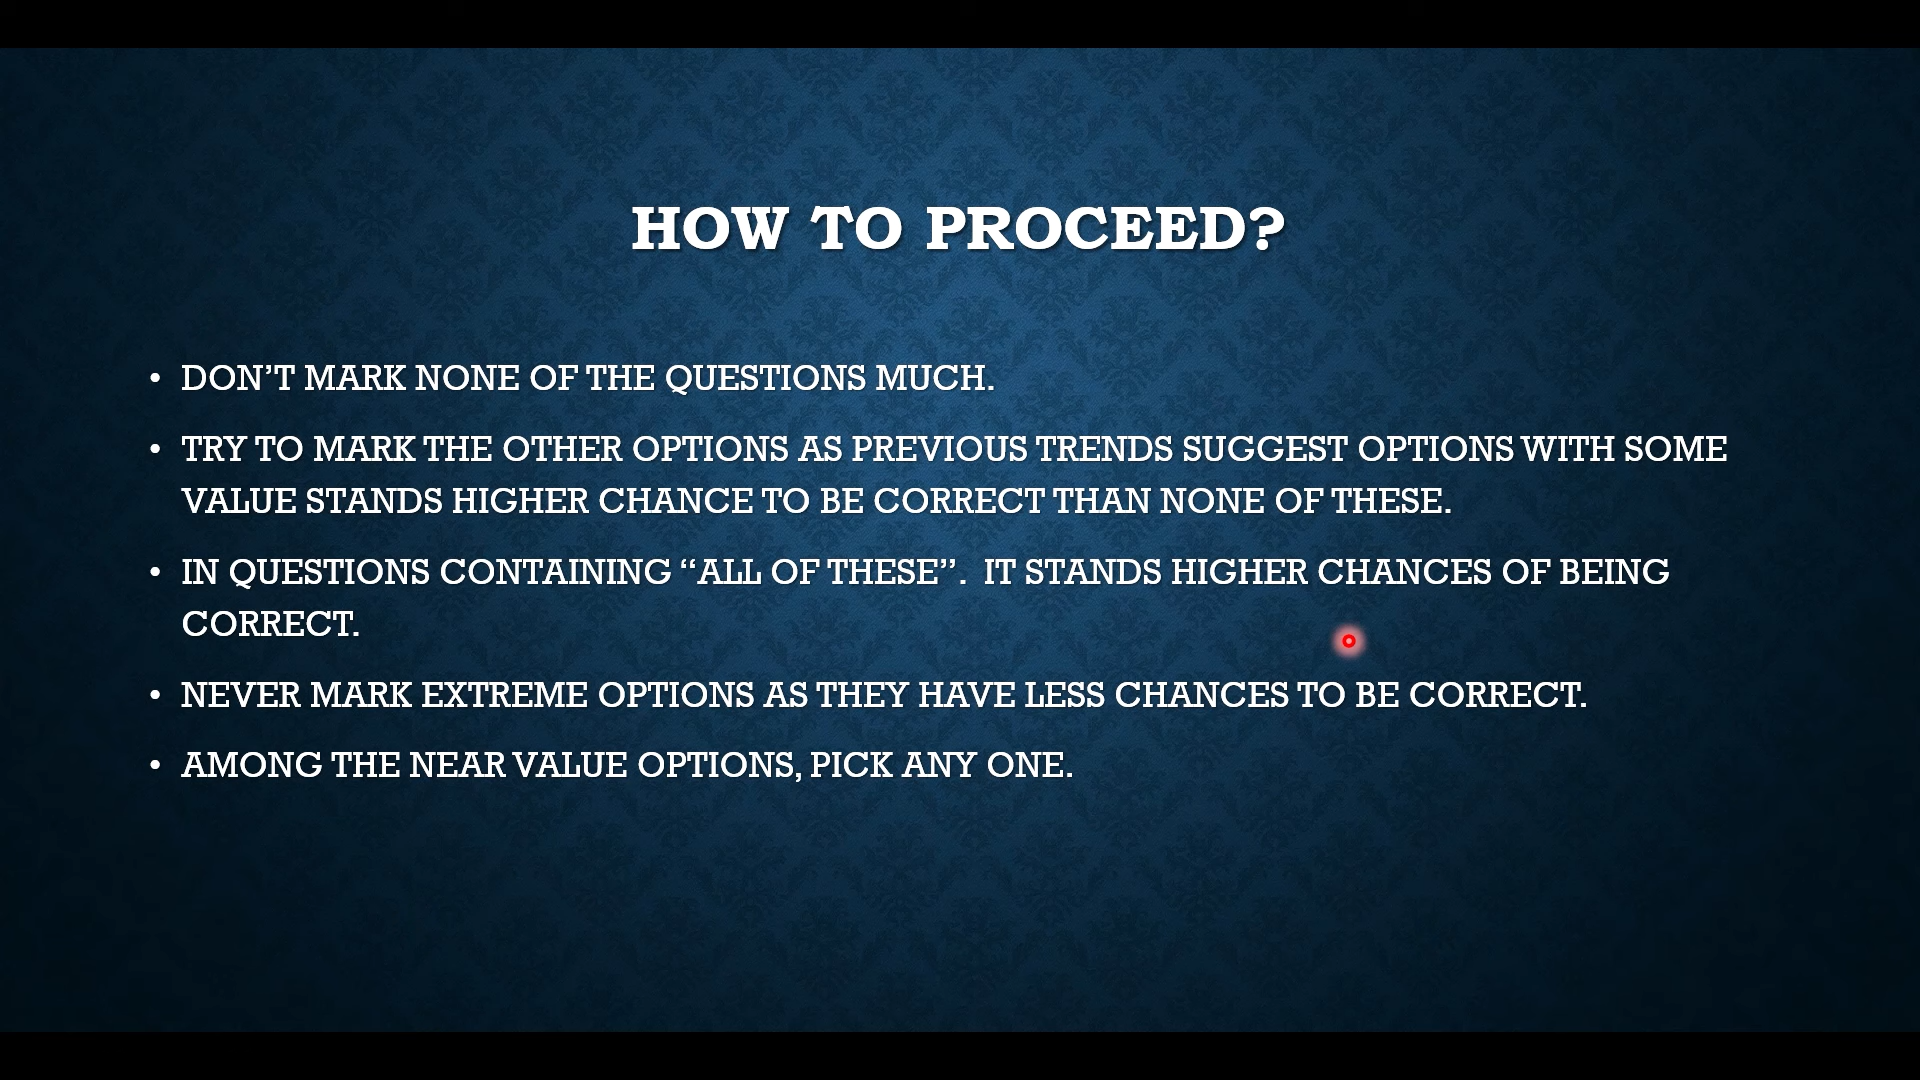 HOW TO PROCEED?
• DON’T MARK NONE OF THE QUESTIONS MUCH.
• TRY TO MARK THE OTHER OPTIONS AS PREVIOUS TRENDS SUGGEST OPTIONS WITH SOME
VALUE STANDS HIGHER CHANCE TO BE CORRECT THAN NONE OF THESE.
• IN QUESTIONS CONTAINING “ALL OF THESE”. IT STANDS HIGHER CHANCES OF BEING
CORRECT.
• NEVER MARK EXTREME OPTIONS AS THEY HAVE LESS CHANCES TO BE CORRECT.
• AMONG THE NEAR VALUE OPTIONS, PICK ANY ONE.